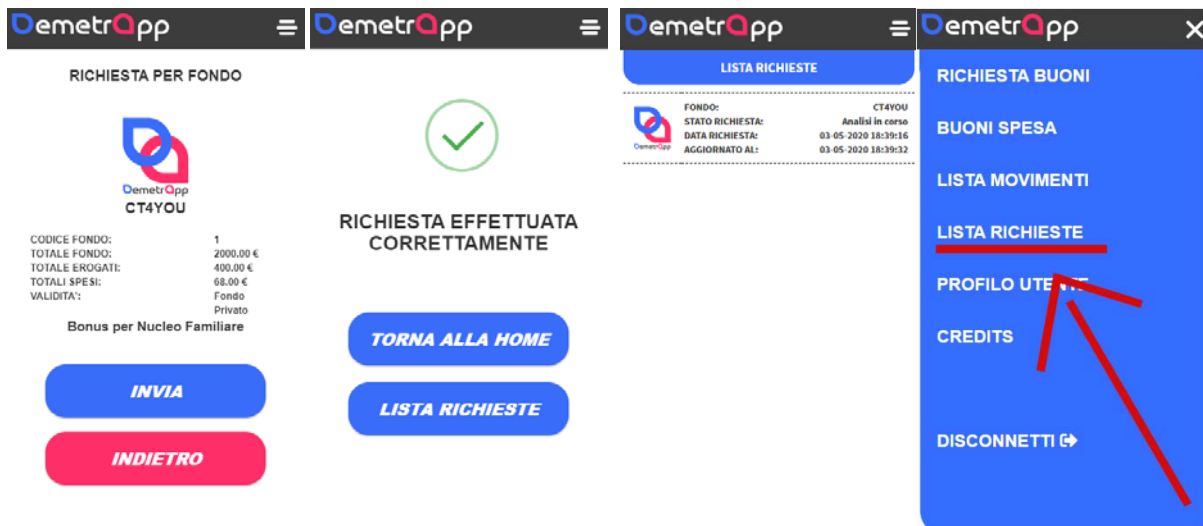 DemetrApp
RICHIESTA PER FONDO
DemetrApp
CT4YOU
CODICE FONDO: 1
TOTALE FONDO: 2000.00 €
TOTALE EROGATI: 400.00 €
TOTALI SPESI: 68.00 €
VALIDITA': Fondo
Privato
Bonus per Nucleo Familiare
INVIA
INDIETRO
DemetrApp
RICHIESTA EFFETTUATA
CORRETTAMENTE
TORNA ALLA HOME
LISTA RICHIESTE
DemetrApp
LISTA RICHIESTE
DemetrApp
FONDO: CT4YOU
STATO RICHIESTA: Analisi in corso
DATA RICHIESTA: 03-05-2020 18:39:16
AGGIORNATO AL: 03-05-2020 18:39:32
DemetrApp
RICHIESTA BUONI
BUONI SPESA
LISTA MOVIMENTI
LISTA RICHIESTE
PROFILO UTENTE
CREDITS
DISCONNETTI